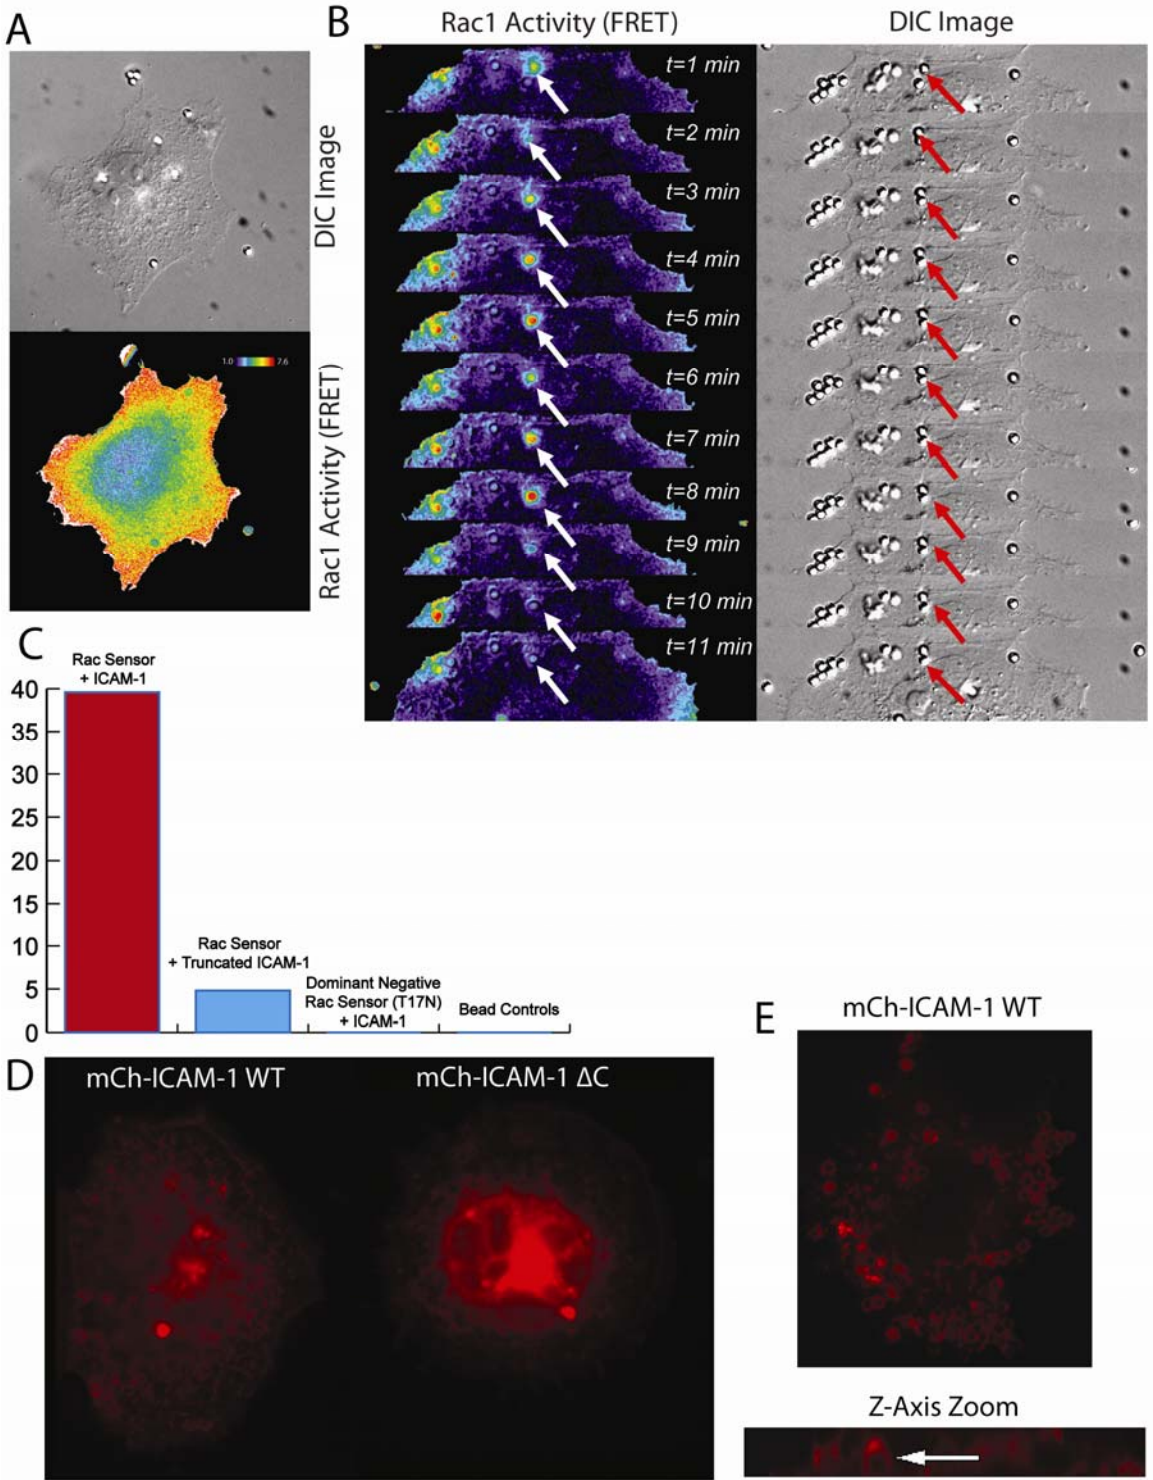 A
DIC Image
1.0
7.6
Rac1 Activity (FRET)
B
Rac1 Activity (FRET)
DIC Image
t=1 min
t=2 min
t=3 min
t=4 min
t=5 min
t=6 min
t=7 min
t=8 min
t=9 min
t=10 min
t=11 min
C
Rac Sensor
+ ICAM-1
40
35
30
25
20
15
10
5
0
Rac Sensor
+ Truncated ICAM-1
Dominant Negative
Rac Sensor (T17N)
+ ICAM-1
Bead Controls
D
mCh-ICAM-1 WT
mCh-ICAM-1 ΔC
E
mCh-ICAM-1 WT
Z-Axis Zoom